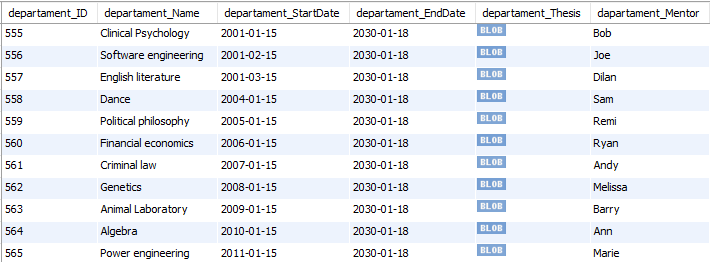 departament_ID departament_Name departament_StartDate departament_EndDate departament_Thesis dapartament_Mentor
555 Clinical Psychology 2001-01-15 2030-01-18 BLOB Bob
556 Software engineering 2001-02-15 2030-01-18 BLOB Joe
557 English literature 2001-03-15 2030-01-18 BLOB Dilan
558 Dance 2004-01-15 2030-01-18 BLOB Sam
559 Political philosophy 2005-01-15 2030-01-18 BLOB Remi
560 Financial economics 2006-01-15 2030-01-18 BLOB Ryan
561 Criminal law 2007-01-15 2030-01-18 BLOB Andy
562 Genetics 2008-01-15 2030-01-18 BLOB Melissa
563 Animal Laboratory 2009-01-15 2030-01-18 BLOB Barry
564 Algebra 2010-01-15 2030-01-18 BLOB Ann
565 Power engineering 2011-01-15 2030-01-18 BLOB Marie